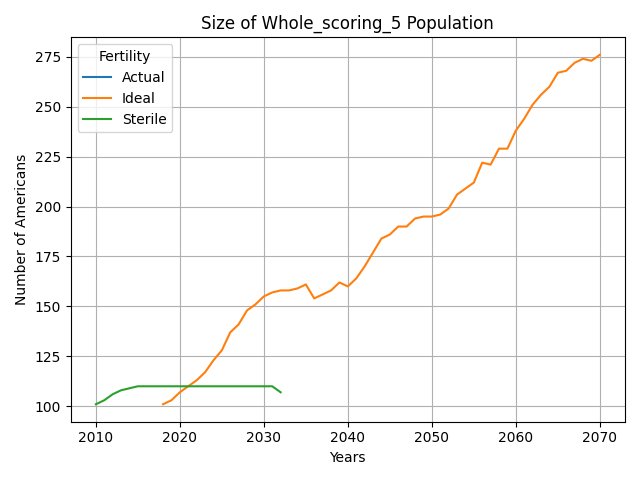 Size of Whole_scoring_5 Population
Fertility
Actual
Ideal
Sterile
Number of Americans
275
250
225
200
175
150
125
100
2010
2020
2030
2040
2050
2060
2070
Years